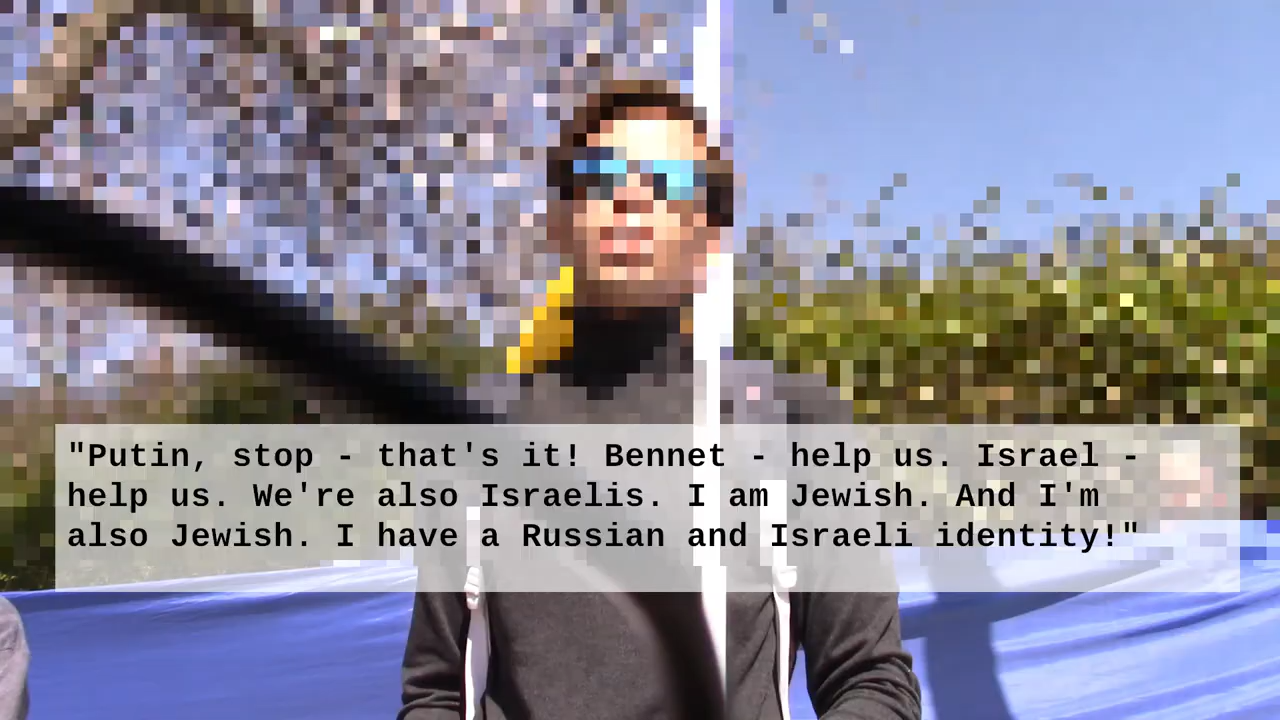 "Putin, stop - that's it! Bennet - help us. Israel -
help us. We're also Israelis. I am Jewish. And I'm
also Jewish. I have a Russian and Israeli identity!"